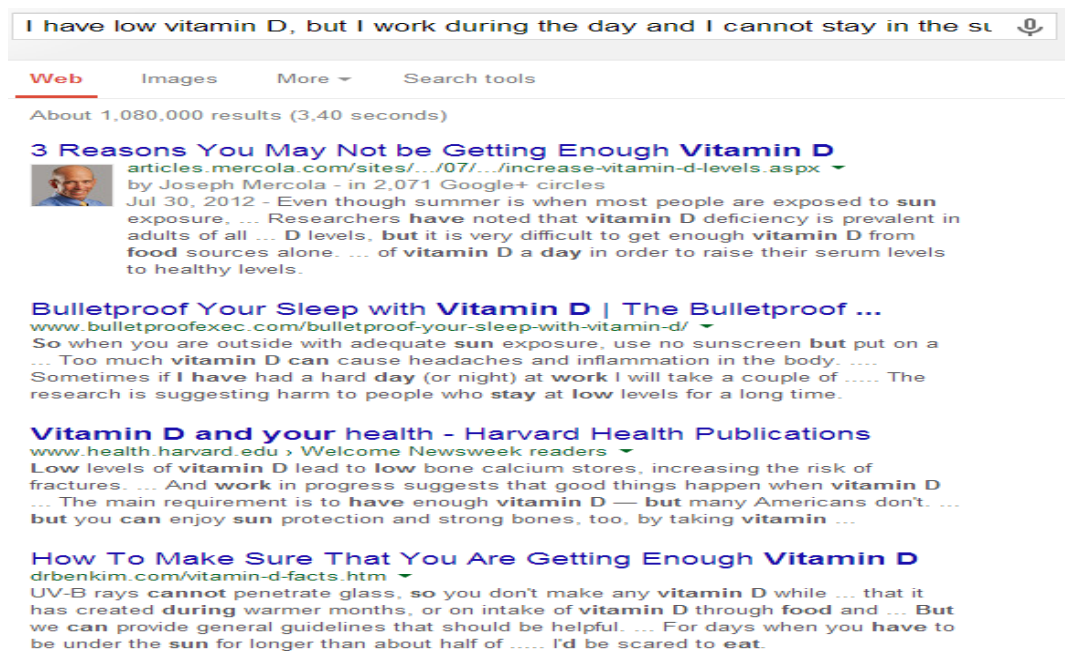 I have low vitamin D, but I work during the day and I cannot stay in the
Web Images More Search tools
About 1,080,000 results (3,40 seconds)
3 Reasons You May Not be Getting Enough Vitamin D
articles.mercola.com/sites/.../07/.../increase-vitamin-d-levels.aspx
by Joseph Mercola - in 2,071 Google+ circles
Jul 30, 2012 - Even though summer is when most people are exposed to sun
exposure, ... Researchers have noted that vitamin D deficiency is prevalent in
adults of all ... D levels, but it is very difficult to get enough vitamin D from
food sources alone. ... of vitamin D a day in order to raise their serum levels
to healthy levels.
Bulletproof Your Sleep with Vitamin D | The Bulletproof ...
www.bulletproofexec.com/bulletproof-your-sleep-with-vitamin-d/
So when you are outside with adequate sun exposure, use no sunscreen but put on a
... Too much vitamin D can cause headaches and inflammation in the body. ....
Sometimes if I have had a hard day (or night) at work I will take a couple of ..... The
research is suggesting harm to people who stay at low levels for a long time.
Vitamin D and your health - Harvard Health Publications
www.health.harvard.edu › Welcome Newsweek readers
Low levels of vitamin D lead to low bone calcium stores, increasing the risk of
fractures. ... And work in progress suggests that good things happen when vitamin D
... The main requirement is to have enough vitamin D — but many Americans don't. ...
but you can enjoy sun protection and strong bones, too, by taking vitamin ...
How To Make Sure That You Are Getting Enough Vitamin D
drbenkim.com/vitamin-d-facts.htm
UV-B rays cannot penetrate glass, so you don't make any vitamin D while ... that it
has created during warmer months, or on intake of vitamin D through food and ... But
we can provide general guidelines that should be helpful. ... For days when you have to
be under the sun for longer than about half of ..... I'd be scared to eat.